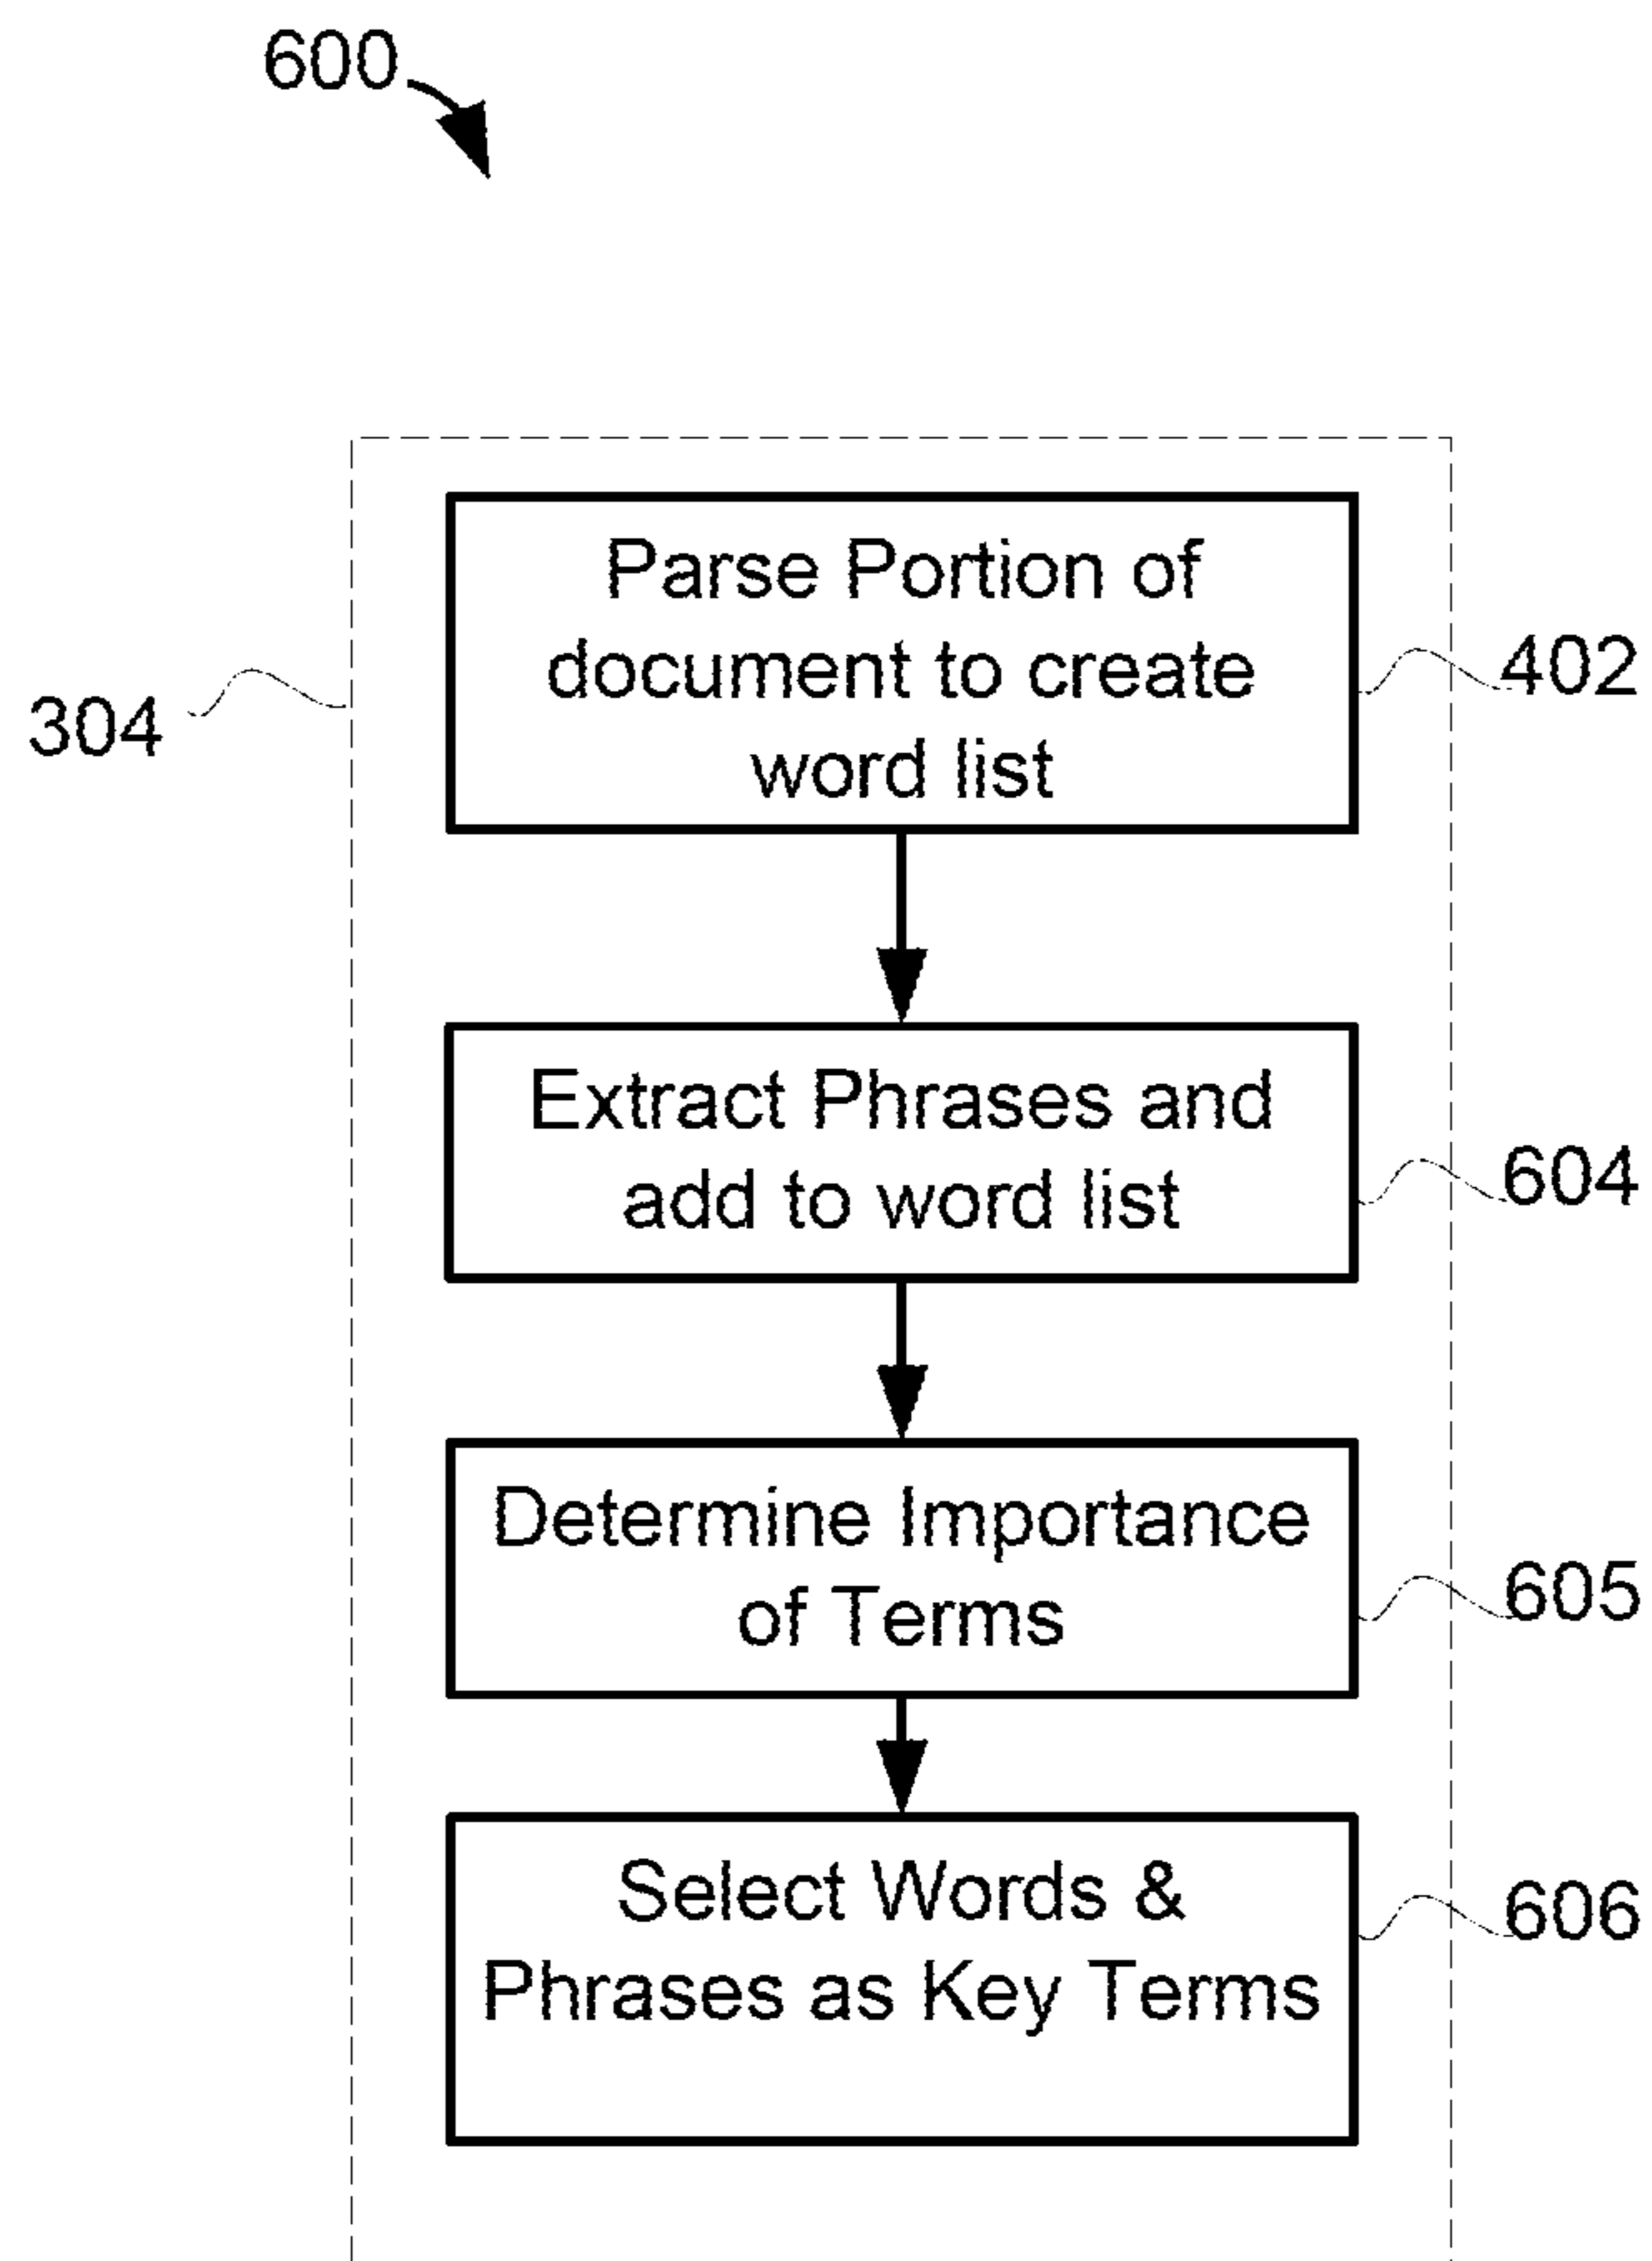 600
Parse Portion of
document to create
word list
402
304
Extract Phrases and
add to word list
604
Determine Importance
of Terms
605
Select Words &
Phrases as Key Terms
606